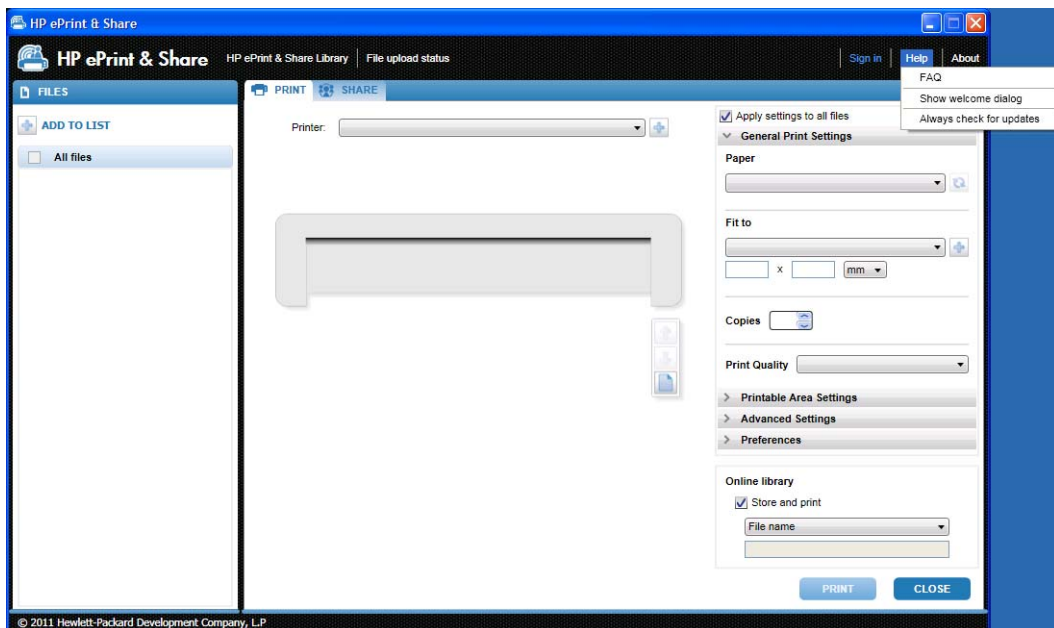 HP ePrint & Share
HP ePrint & Share HP ePrint & Share Library File upload status Sign in Help About
FAQ
Show welcome dialog
Always check for updates
FILES
ADD TO LIST
All files
PRINT SHARE
Printer:
Apply settings to all files
General Print Settings
Paper
Fit to
x mm
Copies
Print Quality
Printable Area Settings
Advanced Settings
Preferences
Online library
Store and print
File name
PRINT CLOSE
© 2011 Hewlett-Packard Development Company, L.P